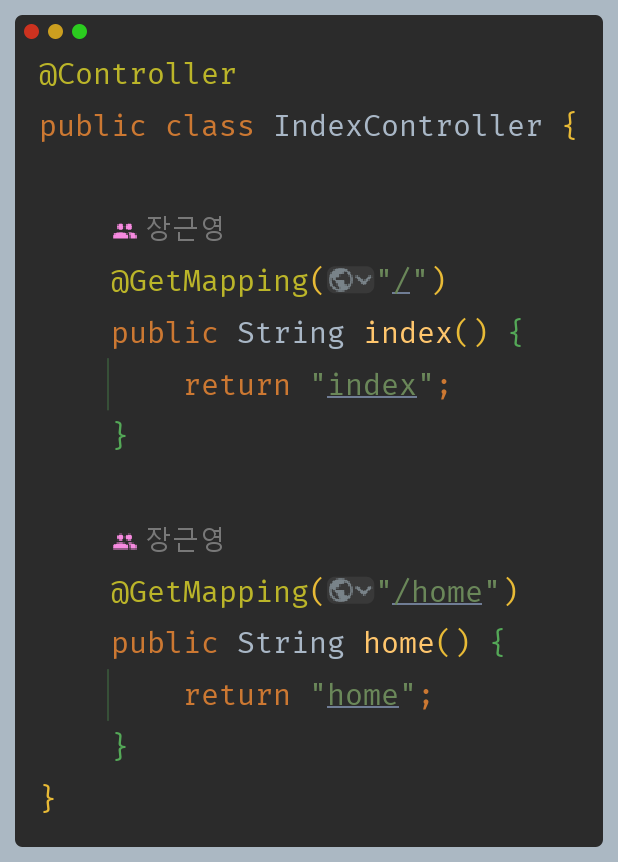 @Controller
public class IndexController {
장근영
@GetMapping("/")
public String index() {
return "index";
}
장근영
@GetMapping("/home")
public String home() {
return "home";
}
}